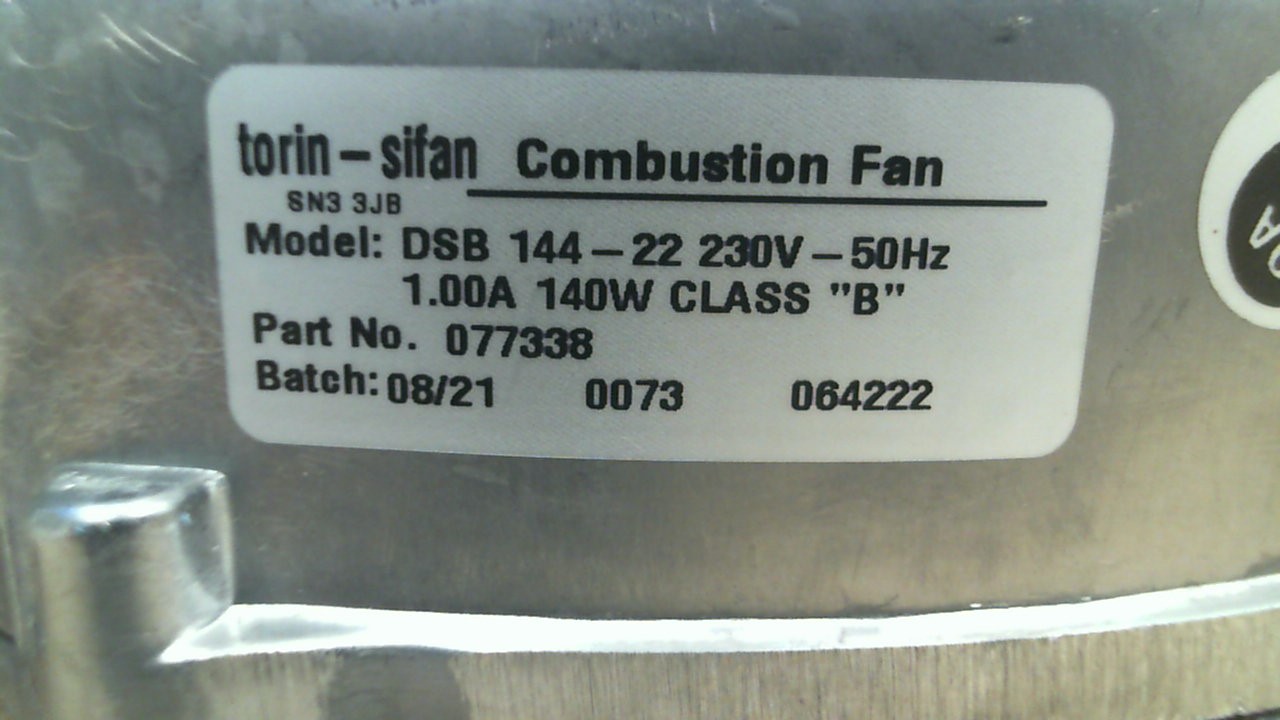 torin-sifan Combustion Fan
SN3 3JB
Model: DSB 144-22 230V-50Hz
1.00A 140W CLASS "B"
Part No. 077338
Batch: 08/21 0073 064222